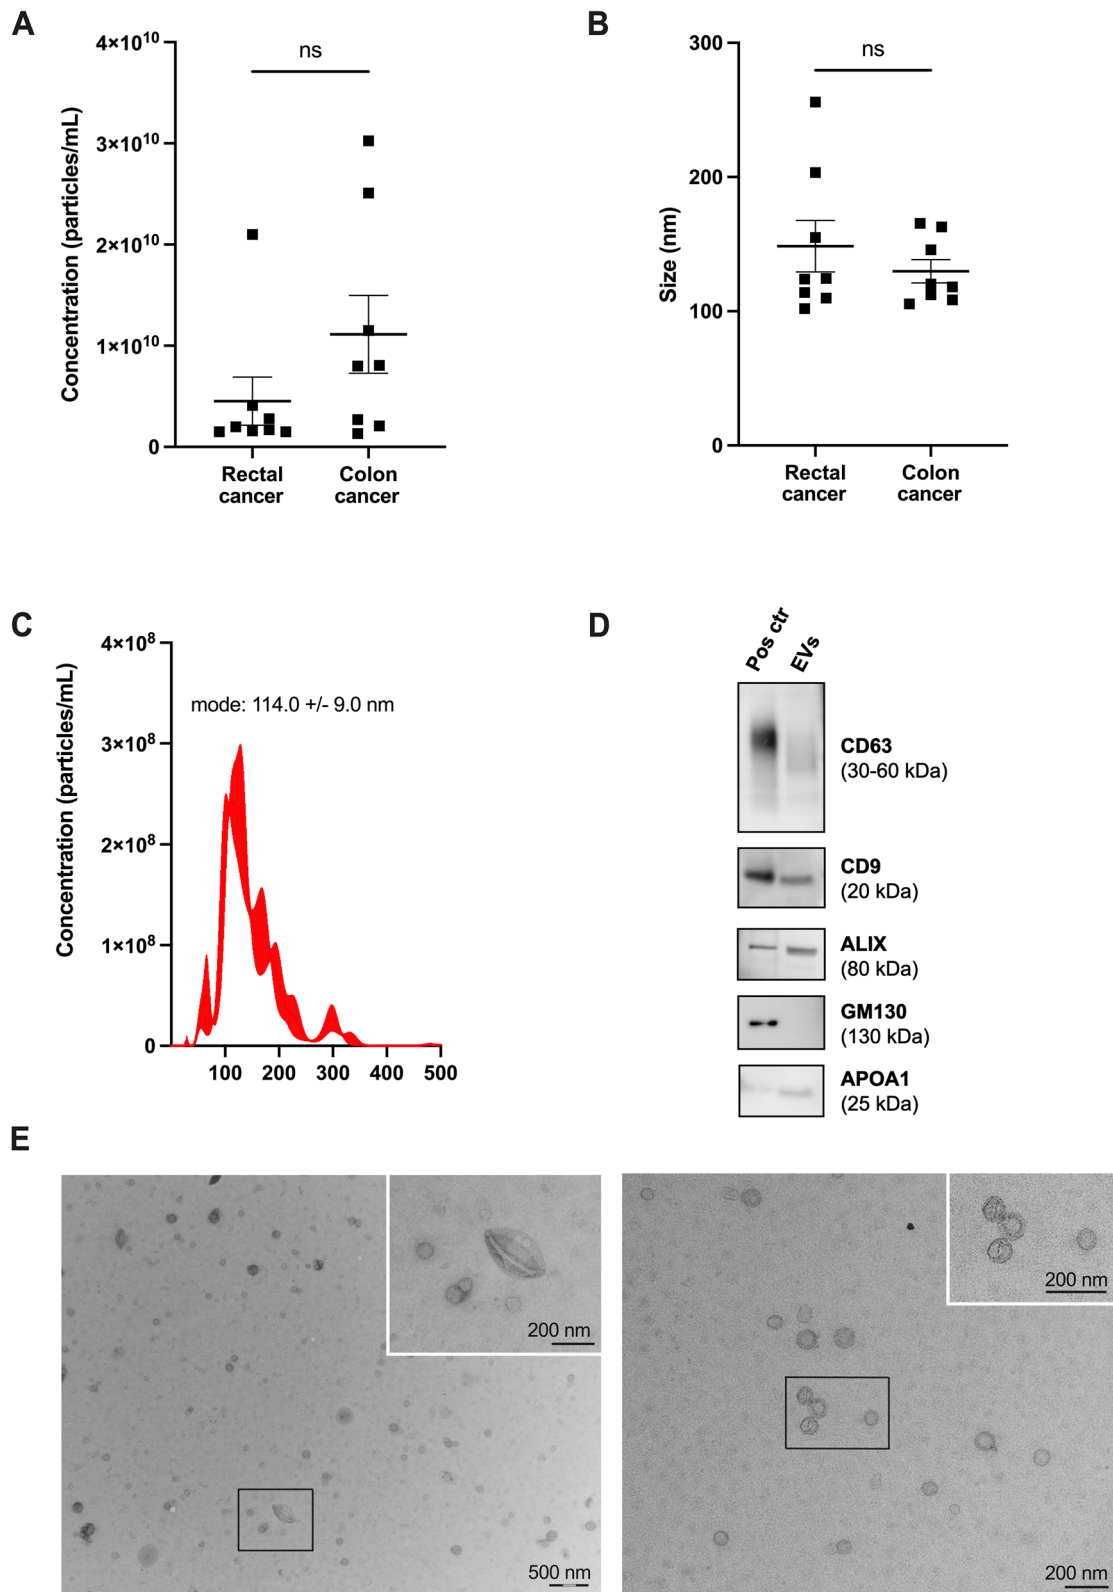 A
4×10¹⁰
3×10¹⁰
2×10¹⁰
1×10¹⁰
0
Concentration (particles/mL)
ns
Rectal
cancer
Colon
cancer
B
300
200
100
0
Size (nm)
ns
Rectal
cancer
Colon
cancer
C
4×10⁸
3×10⁸
2×10⁸
1×10⁸
0
Concentration (particles/mL)
mode: 114.0 +/- 9.0 nm
100 200 300 400 500
D
Pos ctr
EVs
CD63
(30-60 kDa)
CD9
(20 kDa)
ALIX
(80 kDa)
GM130
(130 kDa)
APOA1
(25 kDa)
E
200 nm
500 nm
200 nm
200 nm